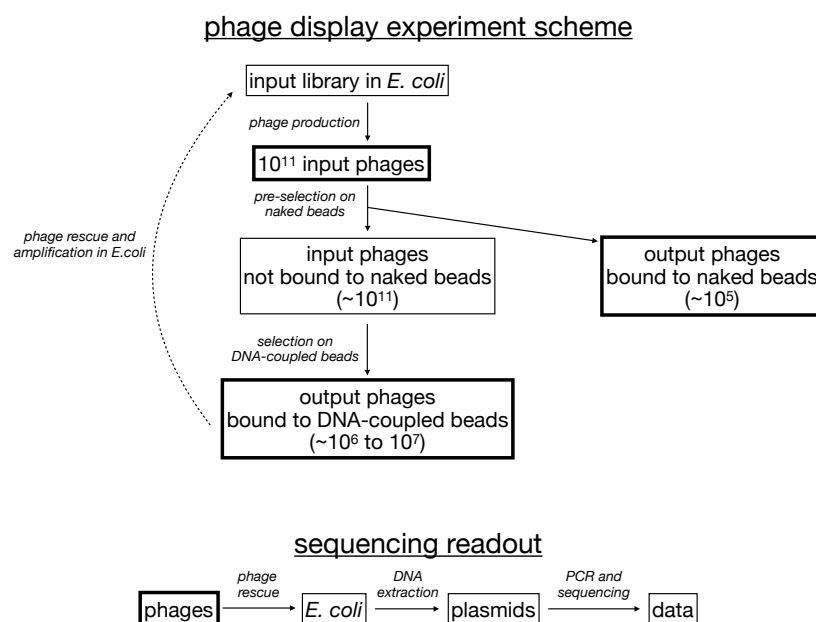 phage display experiment scheme
input library in E. coli
phage production
10¹¹ input phages
pre-selection on
naked beads
phage rescue and
amplification in E.coli
input phages
not bound to naked beads
(~10¹¹)
output phages
bound to naked beads
(~10⁵)
selection on
DNA-coupled beads
output phages
bound to DNA-coupled beads
(~10⁶ to 10⁷)
sequencing readout
phage
rescue
DNA
extraction
PCR and
sequencing
phages
E. coli
plasmids
data